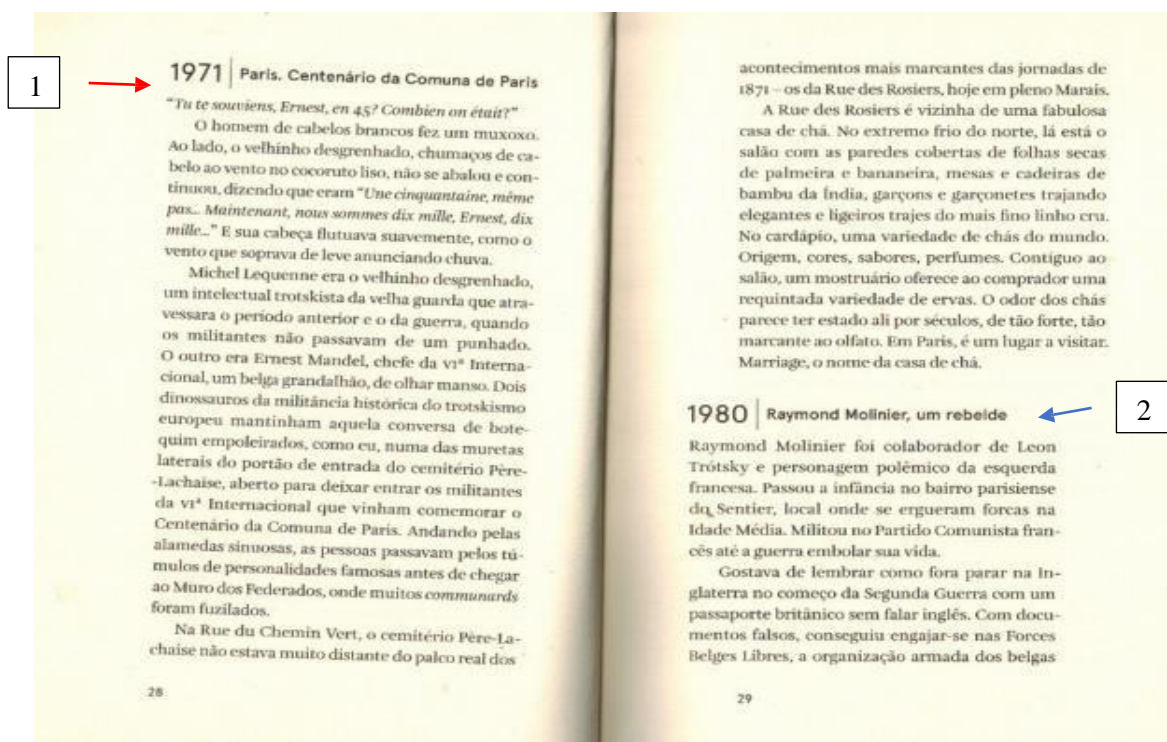 1
1971 Paris. Centenário da Comuna de Paris
"Tu te souviens, Ernest, en 45? Combien on était?"
O homem de cabelos brancos fez um muxoxo.
Ao lado, o velhinho desgrenhado, chumaços de ca-
belo ao vento no cocoruto liso, não se abalou e con-
tinuou, dizendo que eram "Une cinquantaine, même
pas... Maintenant, nous sommes dix mille, Ernest, dix
mille..." E sua cabeça flutuava suavemente, como o
vento que soprava de leve anunciando chuva.
Michel Lequenne era o velhinho desgrenhado,
um intelectual trotskista da velha guarda que atra-
vessara o período anterior e o da guerra, quando
os militantes não passavam de um punhado.
O outro era Ernest Mandel, chefe da VIª Interna-
cional, um belga grandalhão, de olhar manso. Dois
dinossauros da militância histórica do trotskismo
europeu mantinham aquela conversa de bote-
quim empoleirados, como eu, numa das muretas
laterais do portão de entrada do cemitério Père-
-Lachaise, aberto para deixar entrar os militantes
da VIª Internacional que vinham comemorar o
Centenário da Comuna de Paris. Andando pelas
alamedas sinuosas, as pessoas passavam pelos tú-
mulos de personalidades famosas antes de chegar
ao Muro dos Federados, onde muitos communards
foram fuzilados.
Na Rue du Chemin Vert, o cemitério Père-La-
chaise não estava muito distante do palco real dos
28
acontecimentos mais marcantes das jornadas de
1871 – os da Rue des Rosiers, hoje em pleno Marais.
A Rue des Rosiers é vizinha de uma fabulosa
casa de chá. No extremo frio do norte, lá está o
salão com as paredes cobertas de folhas secas
de palmeira e bananeira, mesas e cadeiras de
bambu da Índia, garçons e garçonetes trajando
elegantes e ligeiros trajes do mais fino linho cru.
No cardápio, uma variedade de chás do mundo.
Origem, cores, sabores, perfumes. Contíguo ao
salão, um mostruário oferece ao comprador uma
requintada variedade de ervas. O odor dos chás
parece ter estado ali por séculos, de tão forte, tão
marcante ao olfato. Em Paris, é um lugar a visitar.
Marriage, o nome da casa de chá.
1980 Raymond Molinier, um rebelde
2
Raymond Molinier foi colaborador de Leon
Trótsky e personagem polêmico da esquerda
francesa. Passou a infância no bairro parisiense
do Sentier, local onde se ergueram forcas na
Idade Média. Militou no Partido Comunista fran-
cês até a guerra embolar sua vida.
Gostava de lembrar como fora parar na In-
glaterra no começo da Segunda Guerra com um
passaporte britânico sem falar inglês. Com docu-
mentos falsos, conseguiu engajar-se nas Forces
Belges Libres, a organização armada dos belgas
29